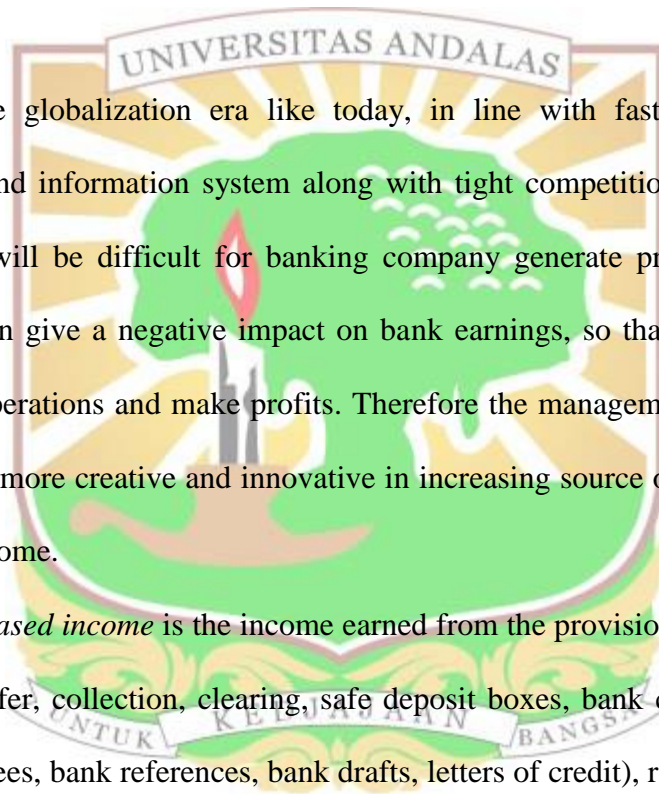 UNIVERSITAS ANDALAS
globalization era like today, in line with fast
information system along with tight competitio
will be difficult for banking company generate pr
give a negative impact on bank earnings, so tha
perations and make profits. Therefore the managem
more creative and innovative in increasing source o
ome.
ased income is the income earned from the provisio
fer, collection, clearing, safe deposit boxes, bank
UNTUK KEDJAJAAN BANGSA
ees, bank references, bank drafts, letters of credit), r